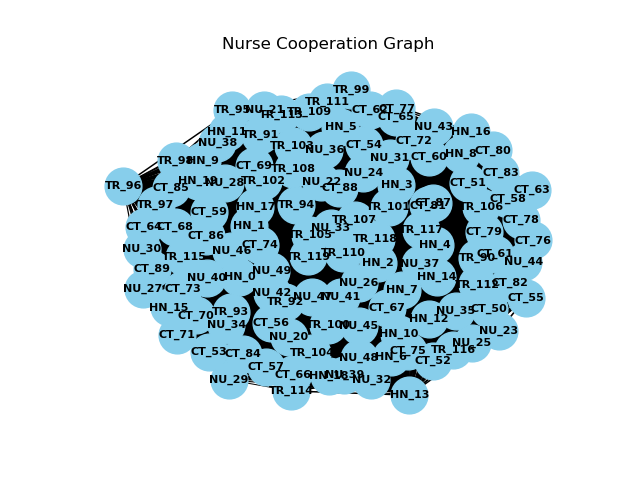 Nurse Cooperation Graph
TR_99
TR_111
TR_95
NU_21
TR_113
TR_109
CT_62
CT_77
CT_65
HN_5
NU_43
HN_11
TR_91
HN_16
NU_38
CT_72
TR_103
NU_36
CT_54
CT_80
HN_8
NU_31
CT_60
TR_98
HN_9
CT_69
TR_108
NU_24
CT_83
TR_96
CT_85
HN_19
NU_28
TR_102
NU_22
CT_88
HN_3
CT_51
CT_63
CT_58
TR_97
CT_59
HN_17
TR_94
TR_101
CT_81
TR_106
CT_64
CT_68
HN_1
TR_107
CT_78
CT_86
TR_105
NU_33
TR_118
TR_117
CT_79
CT_76
NU_30
CT_74
NU_46
HN_4
TR_115
TR_110
CT_61
CT_89
NU_49
HN_2
NU_37
TR_90
NU_44
NU_40
HN_0
NU_26
HN_14
NU_27
CT_73
NU_42
HN_7
TR_112
CT_82
TR_92
NU_41
CT_55
HN_15
TR_93
CT_67
NU_35
CT_50
CT_70
NU_34
CT_56
TR_100
NU_45
HN_12
CT_71
NU_20
HN_10
NU_23
CT_53
CT_84
TR_104
NU_48
HN_6
CT_75
TR_116
NU_25
CT_52
NU_29
CT_57
CT_66
HN_18
NU_39
NU_32
TR_114
HN_13